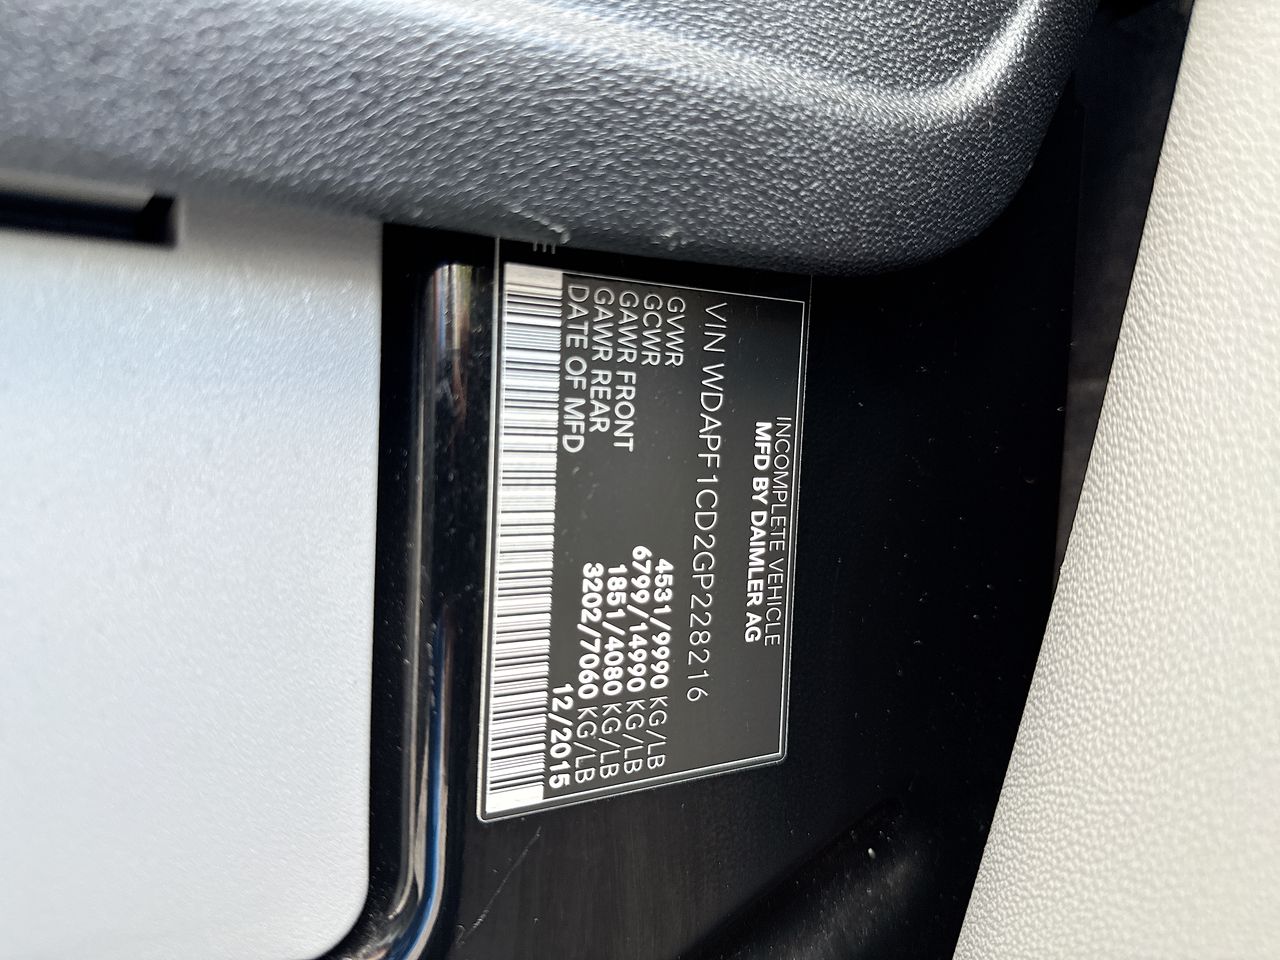 INCOMPLETE VEHICLE
MFD BY DAIMLER AG
VIN WDAPF1CD2GP228216
GVWR 4531/9990 KG/LB
GCWR 6799/14990 KG/LB
GAWR FRONT 1851/4080 KG/LB
GAWR REAR 3202/7060 KG/LB
DATE OF MFD 12/2015